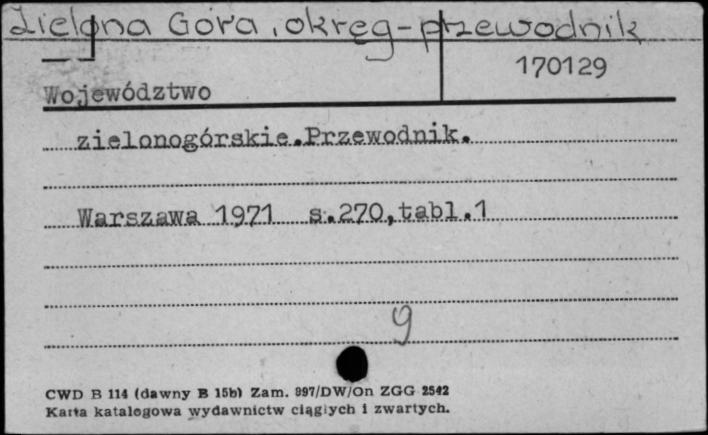 Zielona Góra, okręg-przewodnik
170129
Województwo
zielonogórskie.Przewodnik.
Warszawa 1971 s.270,tabl.1
9
CWD B 114 (dawny B 15b) Zam. 997/DW/On ZGG 2542
Karta katalogowa wydawnictw ciągłych i zwartych.